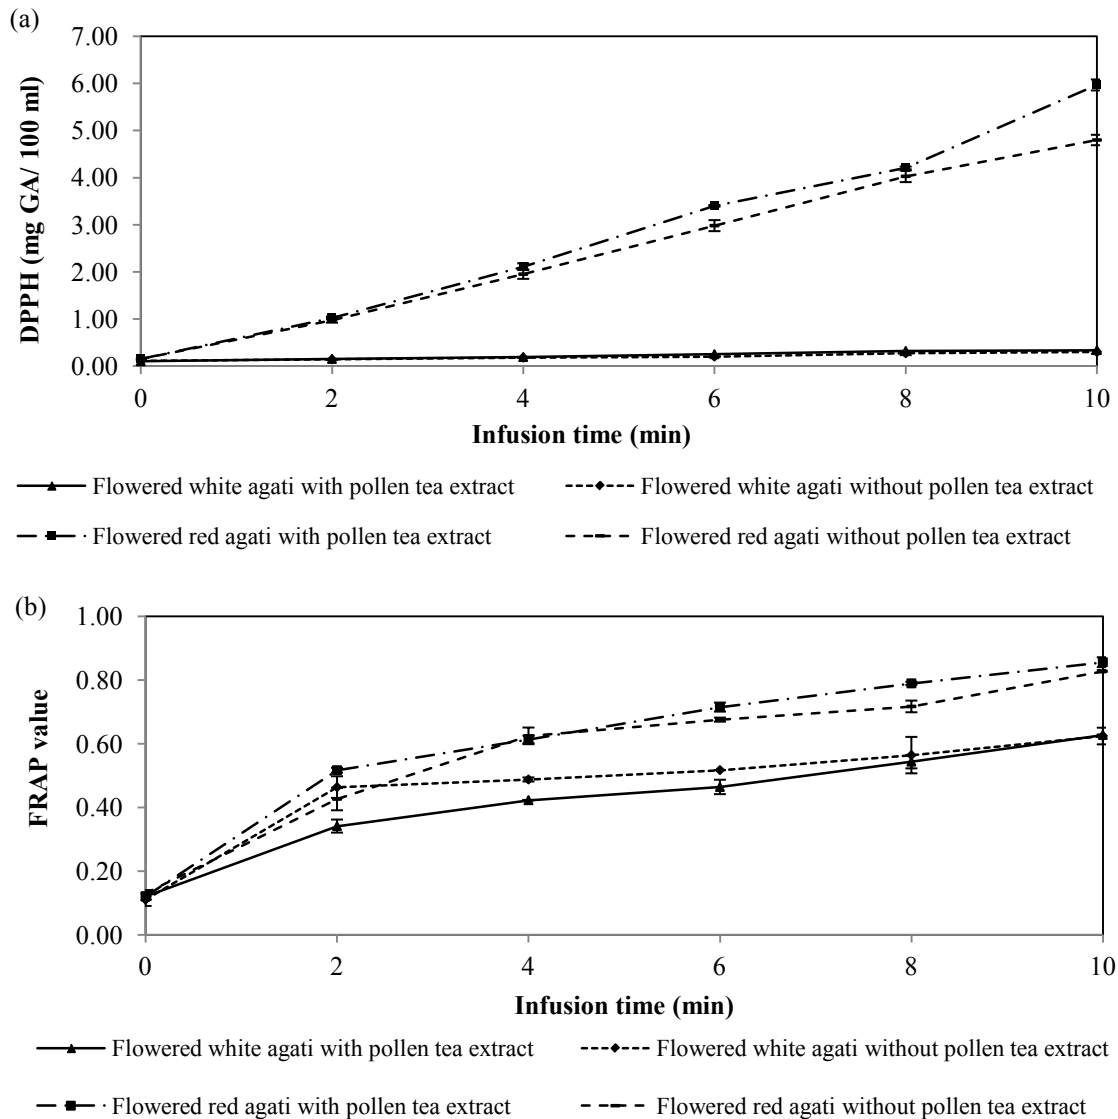 (a)
7.00
6.00
5.00
4.00
3.00
2.00
1.00
0.00
DPPH (mg GA/ 100 ml)
0 2 4 6 8 10
Infusion time (min)
Flowered white agati with pollen tea extract Flowered white agati without pollen tea extract
Flowered red agati with pollen tea extract Flowered red agati without pollen tea extract
(b)
1.00
0.80
0.60
0.40
0.20
0.00
FRAP value
0 2 4 6 8 10
Infusion time (min)
Flowered white agati with pollen tea extract Flowered white agati without pollen tea extract
Flowered red agati with pollen tea extract Flowered red agati without pollen tea extract